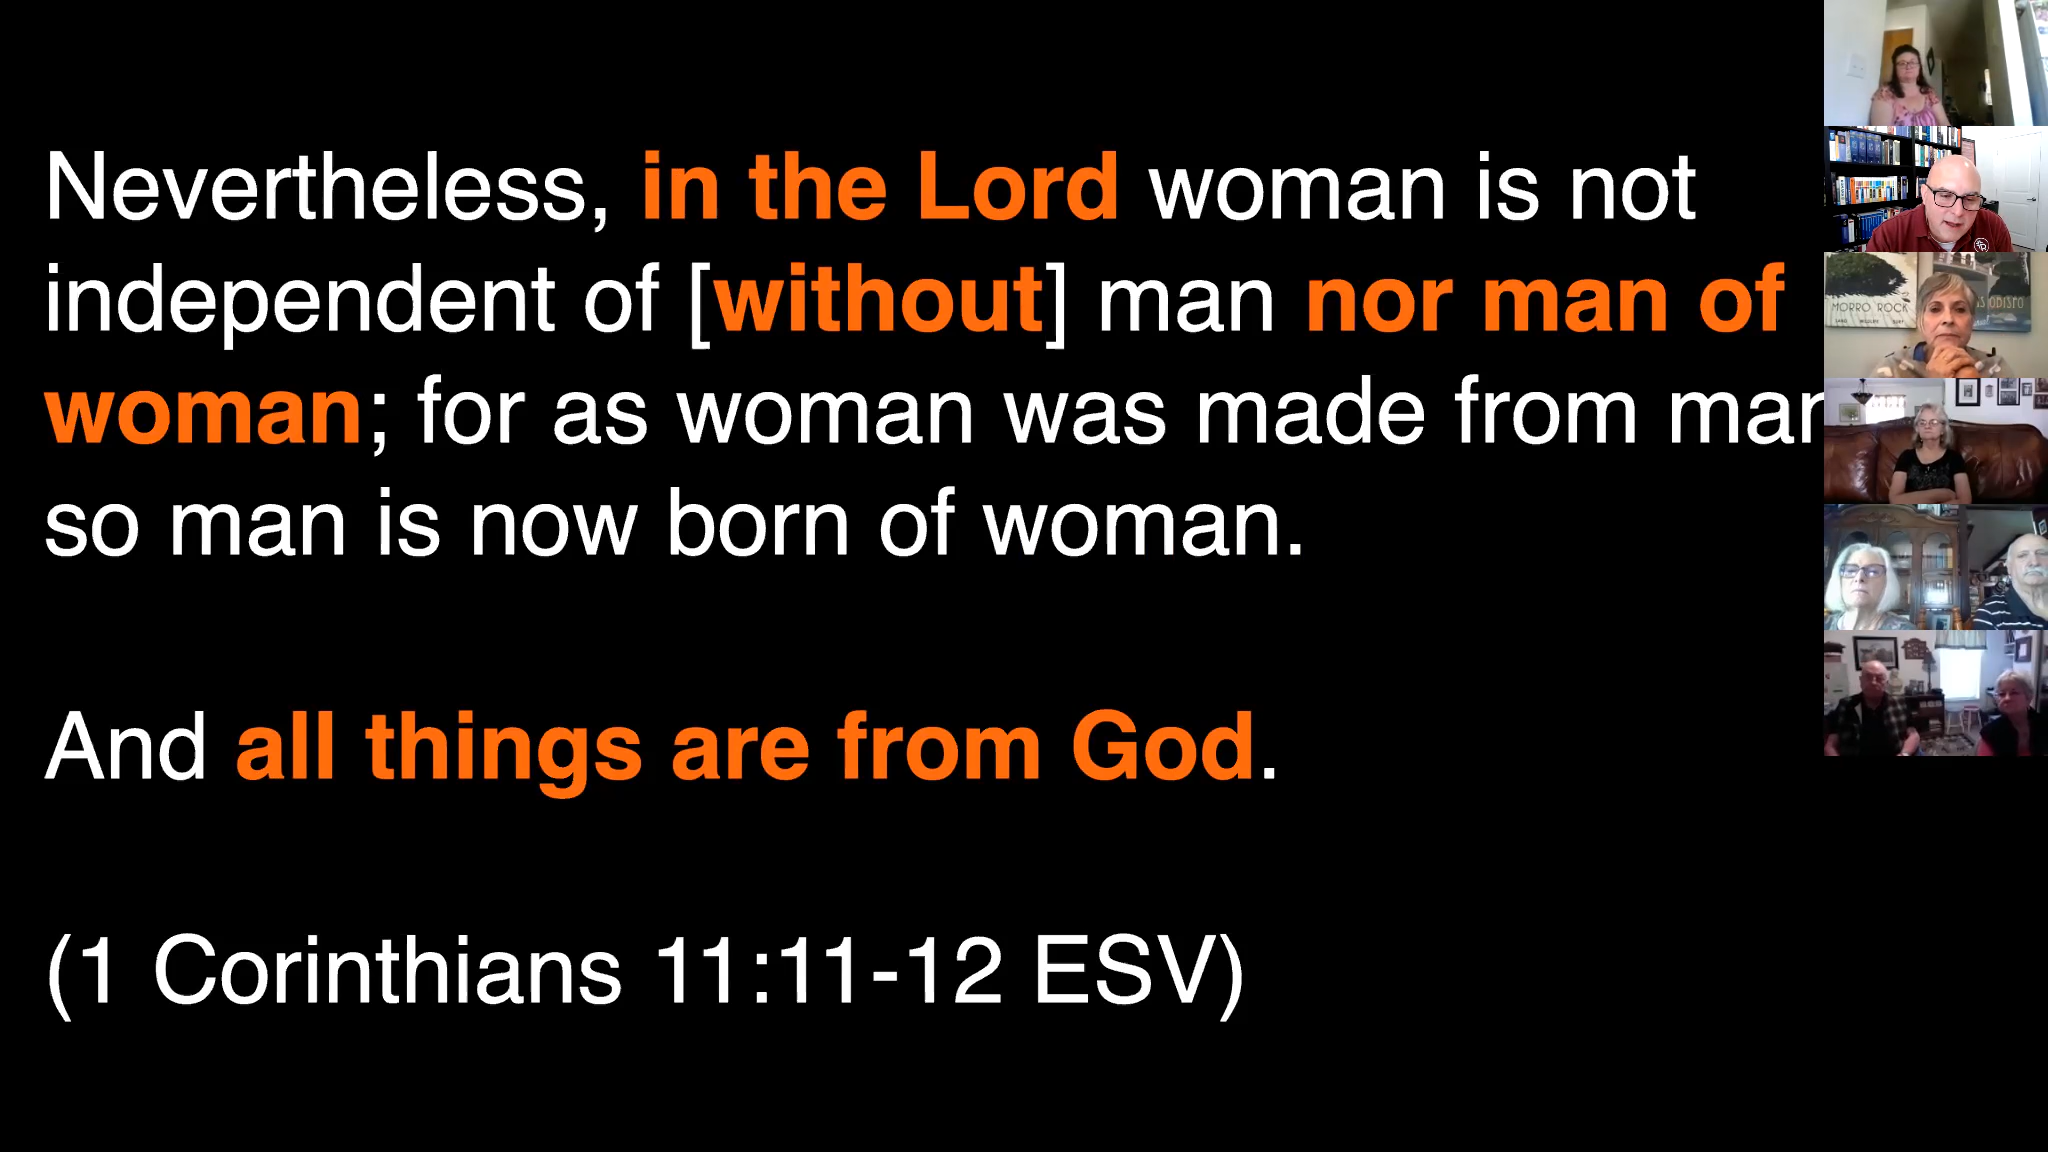 Nevertheless, in the Lord woman is not
independent of [without] man nor man of
woman; for as woman was made from man
so man is now born of woman.
And all things are from God.
(1 Corinthians 11:11-12 ESV)
MORRO ROCK